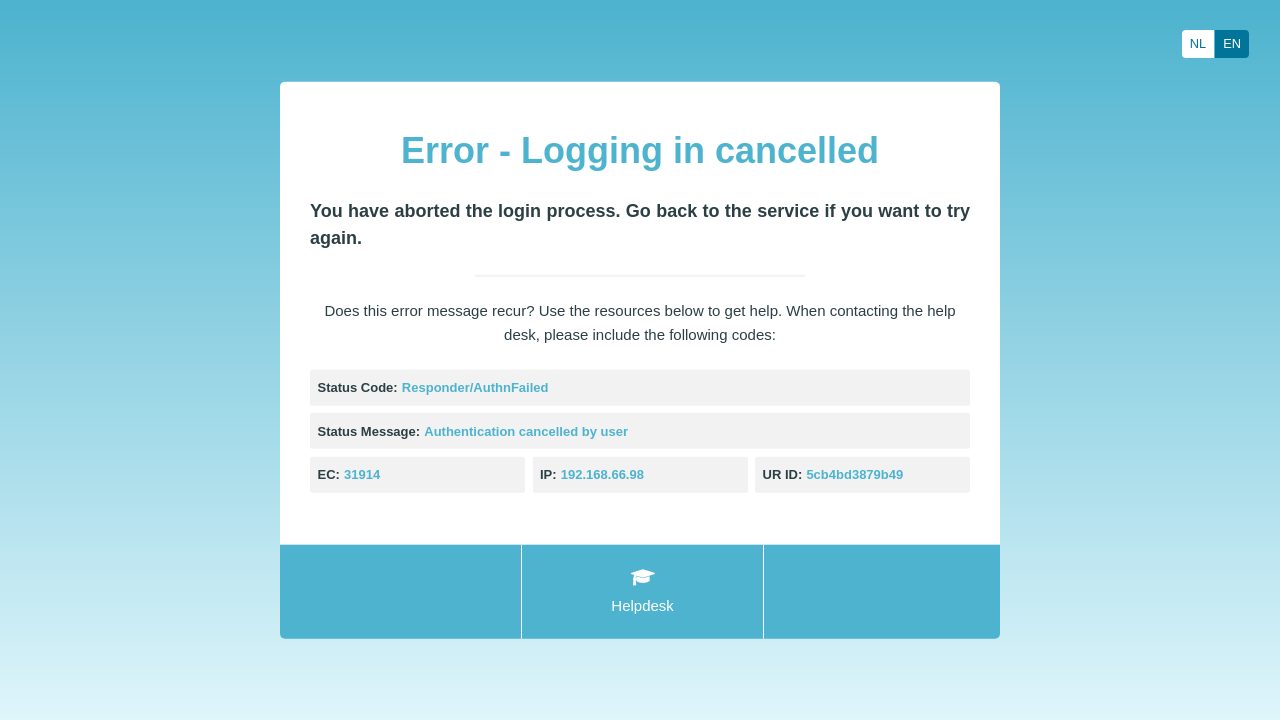 NL EN
Error - Logging in cancelled
You have aborted the login process. Go back to the service if you want to try
again.
Does this error message recur? Use the resources below to get help. When contacting the help
desk, please include the following codes:
Status Code: Responder/AuthnFailed
Status Message: Authentication cancelled by user
EC: 31914 IP: 192.168.66.98 UR ID: 5cb4bd3879b49
Helpdesk